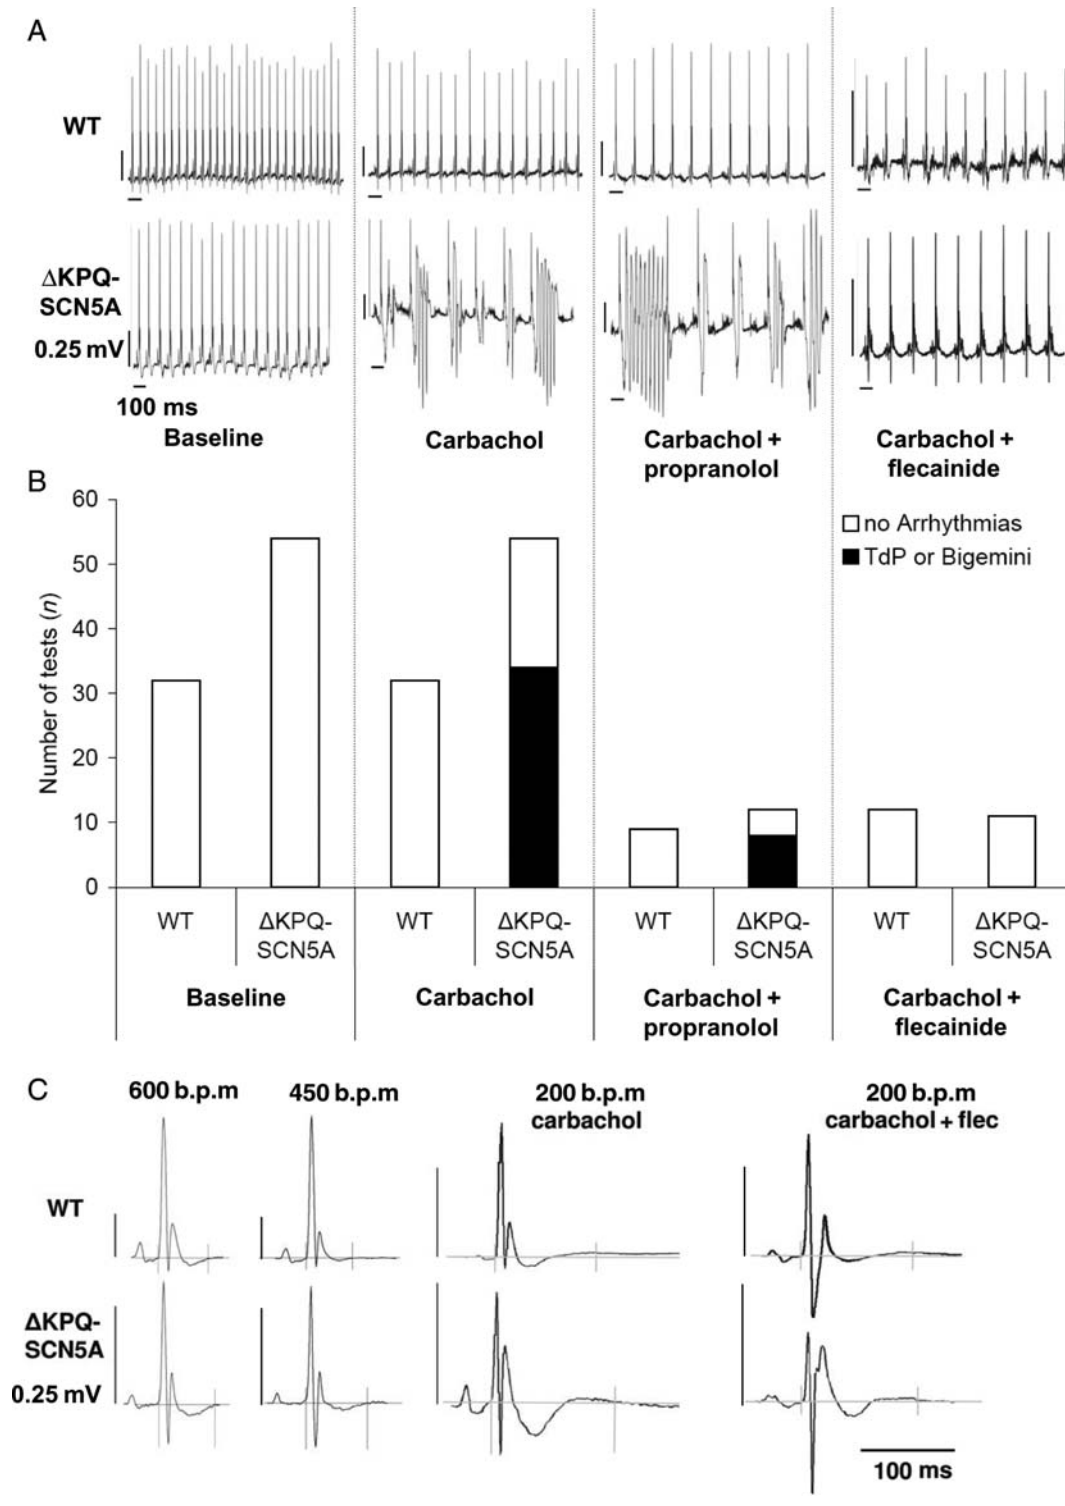 A
WT
ΔKPQ-
SCN5A
0.25 mV
100 ms
Baseline
Carbachol
Carbachol +
propranolol
Carbachol +
flecainide
B
Number of tests (n)
60
50
40
30
20
10
0
no Arrhythmias
TdP or Bigemini
WT
ΔKPQ-
SCN5A
WT
ΔKPQ-
SCN5A
WT
ΔKPQ-
SCN5A
WT
ΔKPQ-
SCN5A
Baseline
Carbachol
Carbachol +
propranolol
Carbachol +
flecainide
C
600 b.p.m
450 b.p.m
200 b.p.m
carbachol
200 b.p.m
carbachol + flec
WT
ΔKPQ-
SCN5A
0.25 mV
100 ms